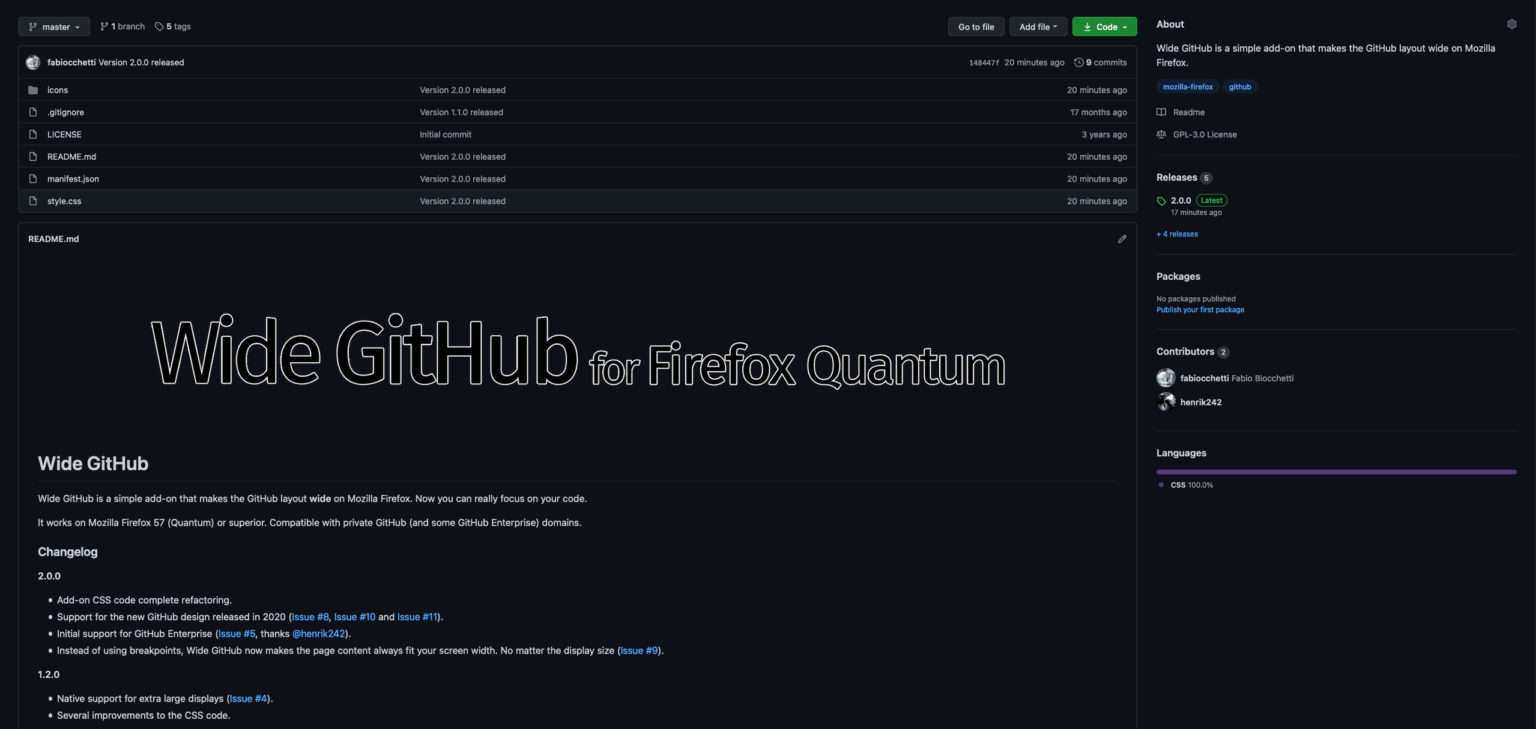 master 1 branch 5 tags Go to file Add file Code
fabiocchetti Version 2.0.0 released 148447f 20 minutes ago 9 commits
icons Version 2.0.0 released 20 minutes ago
.gitignore Version 1.1.0 released 17 months ago
LICENSE Initial commit 3 years ago
README.md Version 2.0.0 released 20 minutes ago
manifest.json Version 2.0.0 released 20 minutes ago
style.css Version 2.0.0 released 20 minutes ago
README.md
Wide GitHub for Firefox Quantum
Wide GitHub
Wide GitHub is a simple add-on that makes the GitHub layout wide on Mozilla Firefox. Now you can really focus on your code.
It works on Mozilla Firefox 57 (Quantum) or superior. Compatible with private GitHub (and some GitHub Enterprise) domains.
Changelog
2.0.0
• Add-on CSS code complete refactoring.
• Support for the new GitHub design released in 2020 (Issue #8, Issue #10 and Issue #11).
• Initial support for GitHub Enterprise (Issue #5, thanks @henrik242).
• Instead of using breakpoints, Wide GitHub now makes the page content always fit your screen width. No matter the display size (Issue #9).
1.2.0
• Native support for extra large displays (Issue #4).
• Several improvements to the CSS code.
About
Wide GitHub is a simple add-on that makes the GitHub layout wide on Mozilla
Firefox.
mozilla-firefox github
Readme
GPL-3.0 License
Releases 5
2.0.0 Latest
17 minutes ago
+ 4 releases
Packages
No packages published
Publish your first package
Contributors 2
fabiocchetti Fabio Biocchetti
henrik242
Languages
CSS 100.0%